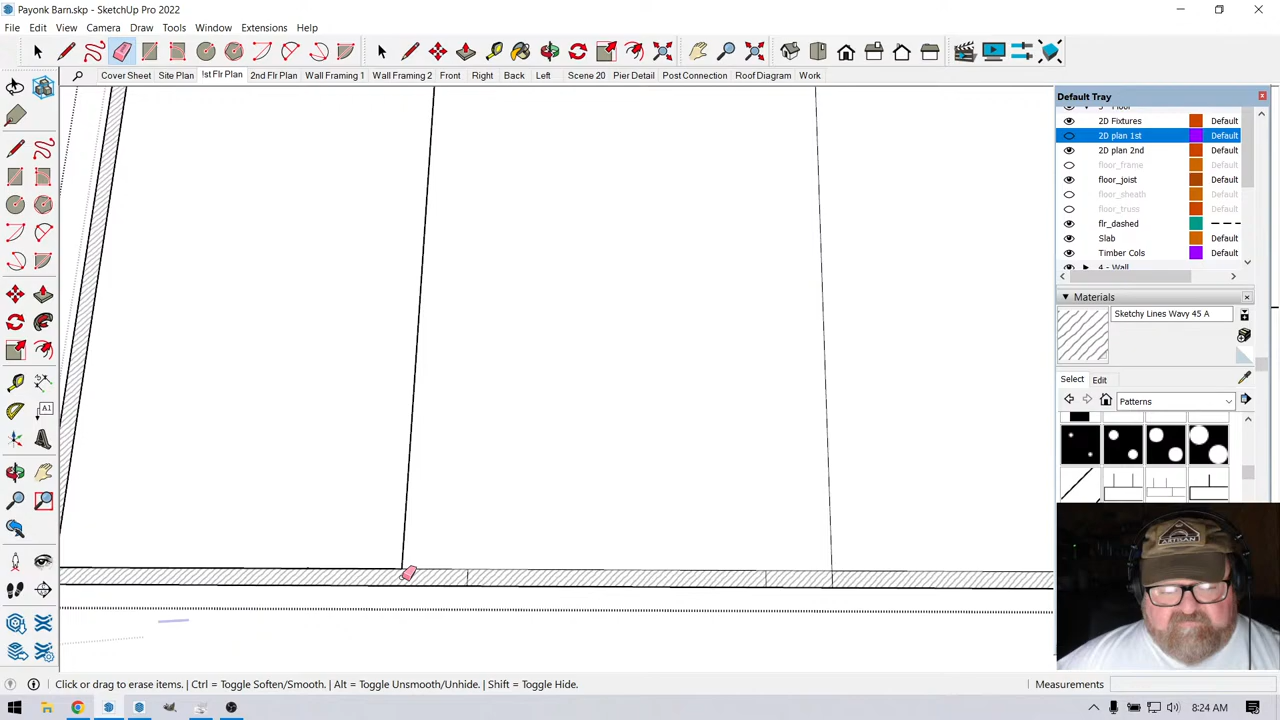 Payonk Barn.skp - SketchUp Pro 2022
File Edit View Camera Draw Tools Window Extensions Help
Cover Sheet Site Plan !st Flr Plan 2nd Flr Plan Wall Framing 1 Wall Framing 2 Front Right Back Left Scene 20 Pier Detail Post Connection Roof Diagram Work
Default Tray
2D Fixtures Default
2D plan 1st Default
2D plan 2nd Default
floor_frame Default
floor_joist Default
floor_sheath Default
floor_truss Default
flr_dashed
Slab Default
Timber Cols Default
4 - Wall
Materials
Sketchy Lines Wavy 45 A
Select Edit
Patterns
A1
ARTISAN
Click or drag to erase items. | Ctrl = Toggle Soften/Smooth. | Alt = Toggle Unsmooth/Unhide. | Shift = Toggle Hide.
Measurements
8:24 AM